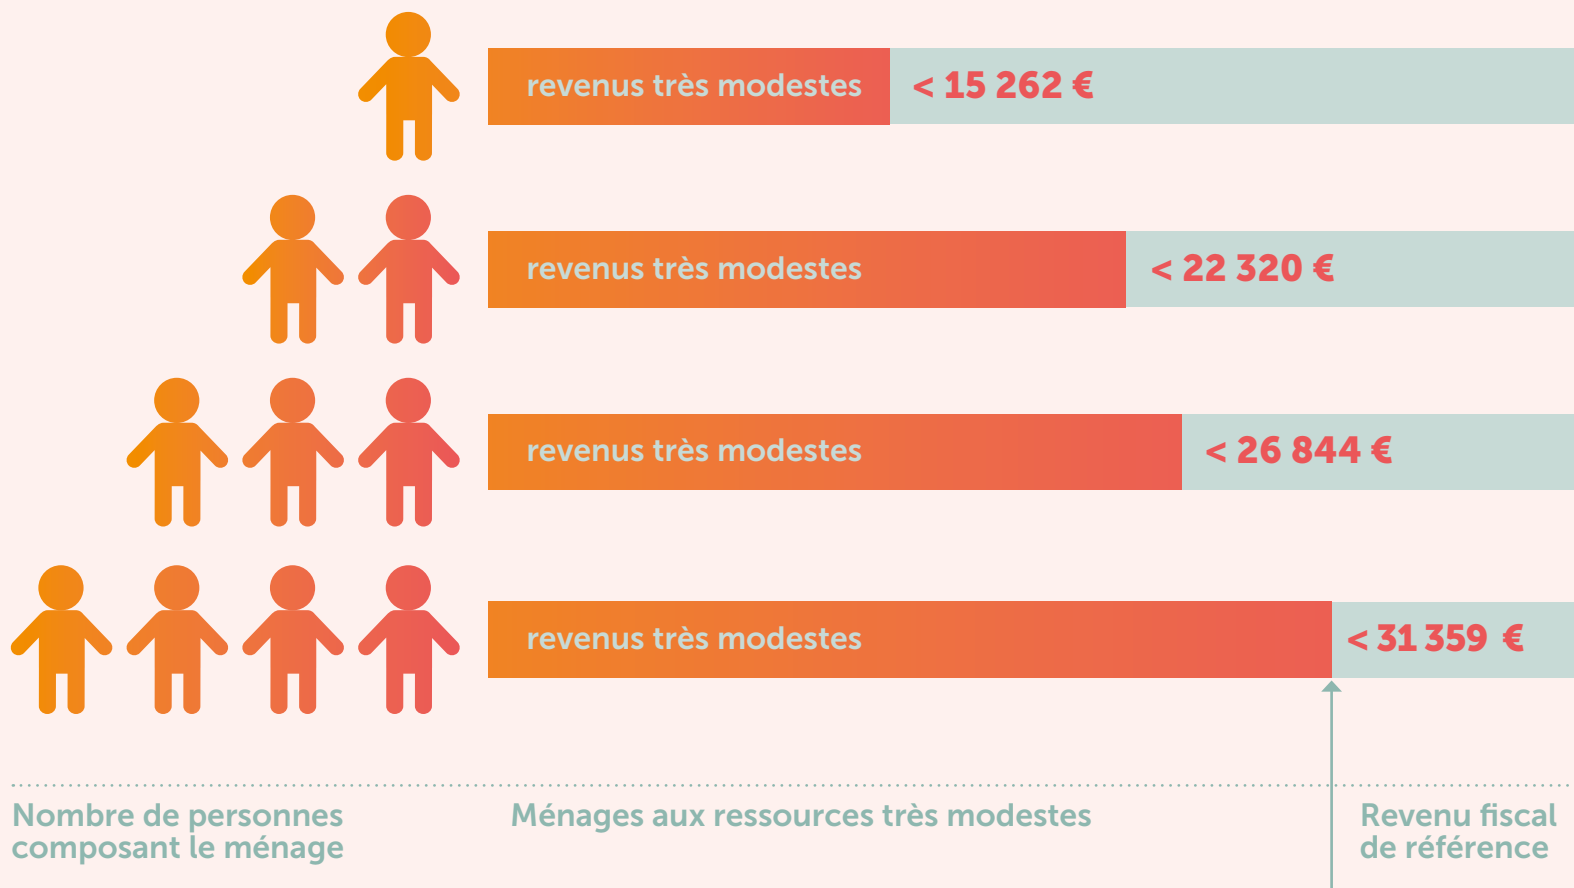 revenus très modestes < 15 262 €
revenus très modestes < 22 320 €
revenus très modestes < 26 844 €
revenus très modestes < 31 359 €
Nombre de personnes
composant le ménage
Ménages aux ressources très modestes
Revenu fiscal
de référence